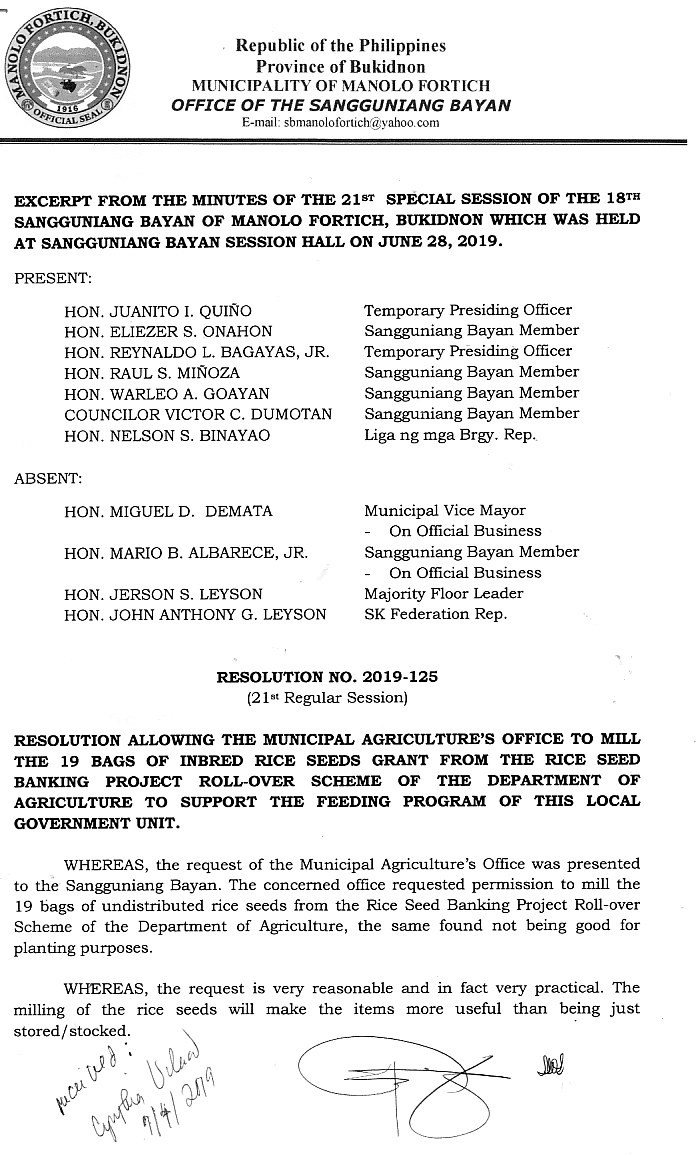 MANOLO FORTICH, BUKIDNON
1916
OFFICIAL SEAL
Republic of the Philippines
Province of Bukidnon
MUNICIPALITY OF MANOLO FORTICH
OFFICE OF THE SANGGUNIANG BAYAN
E-mail: sbmanolofortich@yahoo.com
EXCERPT FROM THE MINUTES OF THE 21ST SPECIAL SESSION OF THE 18TH
SANGGUNIANG BAYAN OF MANOLO FORTICH, BUKIDNON WHICH WAS HELD
AT SANGGUNIANG BAYAN SESSION HALL ON JUNE 28, 2019.
PRESENT:
HON. JUANITO I. QUIÑO Temporary Presiding Officer
HON. ELIEZER S. ONAHON Sangguniang Bayan Member
HON. REYNALDO L. BAGAYAS, JR. Temporary Presiding Officer
HON. RAUL S. MIÑOZA Sangguniang Bayan Member
HON. WARLEO A. GOAYAN Sangguniang Bayan Member
COUNCILOR VICTOR C. DUMOTAN Sangguniang Bayan Member
HON. NELSON S. BINAYAO Liga ng mga Brgy. Rep.
ABSENT:
HON. MIGUEL D. DEMATA Municipal Vice Mayor
- On Official Business
HON. MARIO B. ALBARECE, JR. Sangguniang Bayan Member
- On Official Business
HON. JERSON S. LEYSON Majority Floor Leader
HON. JOHN ANTHONY G. LEYSON SK Federation Rep.
RESOLUTION NO. 2019-125
(21st Regular Session)
RESOLUTION ALLOWING THE MUNICIPAL AGRICULTURE'S OFFICE TO MILL
THE 19 BAGS OF INBRED RICE SEEDS GRANT FROM THE RICE SEED
BANKING PROJECT ROLL-OVER SCHEME OF THE DEPARTMENT OF
AGRICULTURE TO SUPPORT THE FEEDING PROGRAM OF THIS LOCAL
GOVERNMENT UNIT.
WHEREAS, the request of the Municipal Agriculture's Office was presented
to the Sangguniang Bayan. The concerned office requested permission to mill the
19 bags of undistributed rice seeds from the Rice Seed Banking Project Roll-over
Scheme of the Department of Agriculture, the same found not being good for
planting purposes.
WHEREAS, the request is very reasonable and in fact very practical. The
milling of the rice seeds will make the items more useful than being just
stored/stocked.
received:
Cynthia
7/4/2019